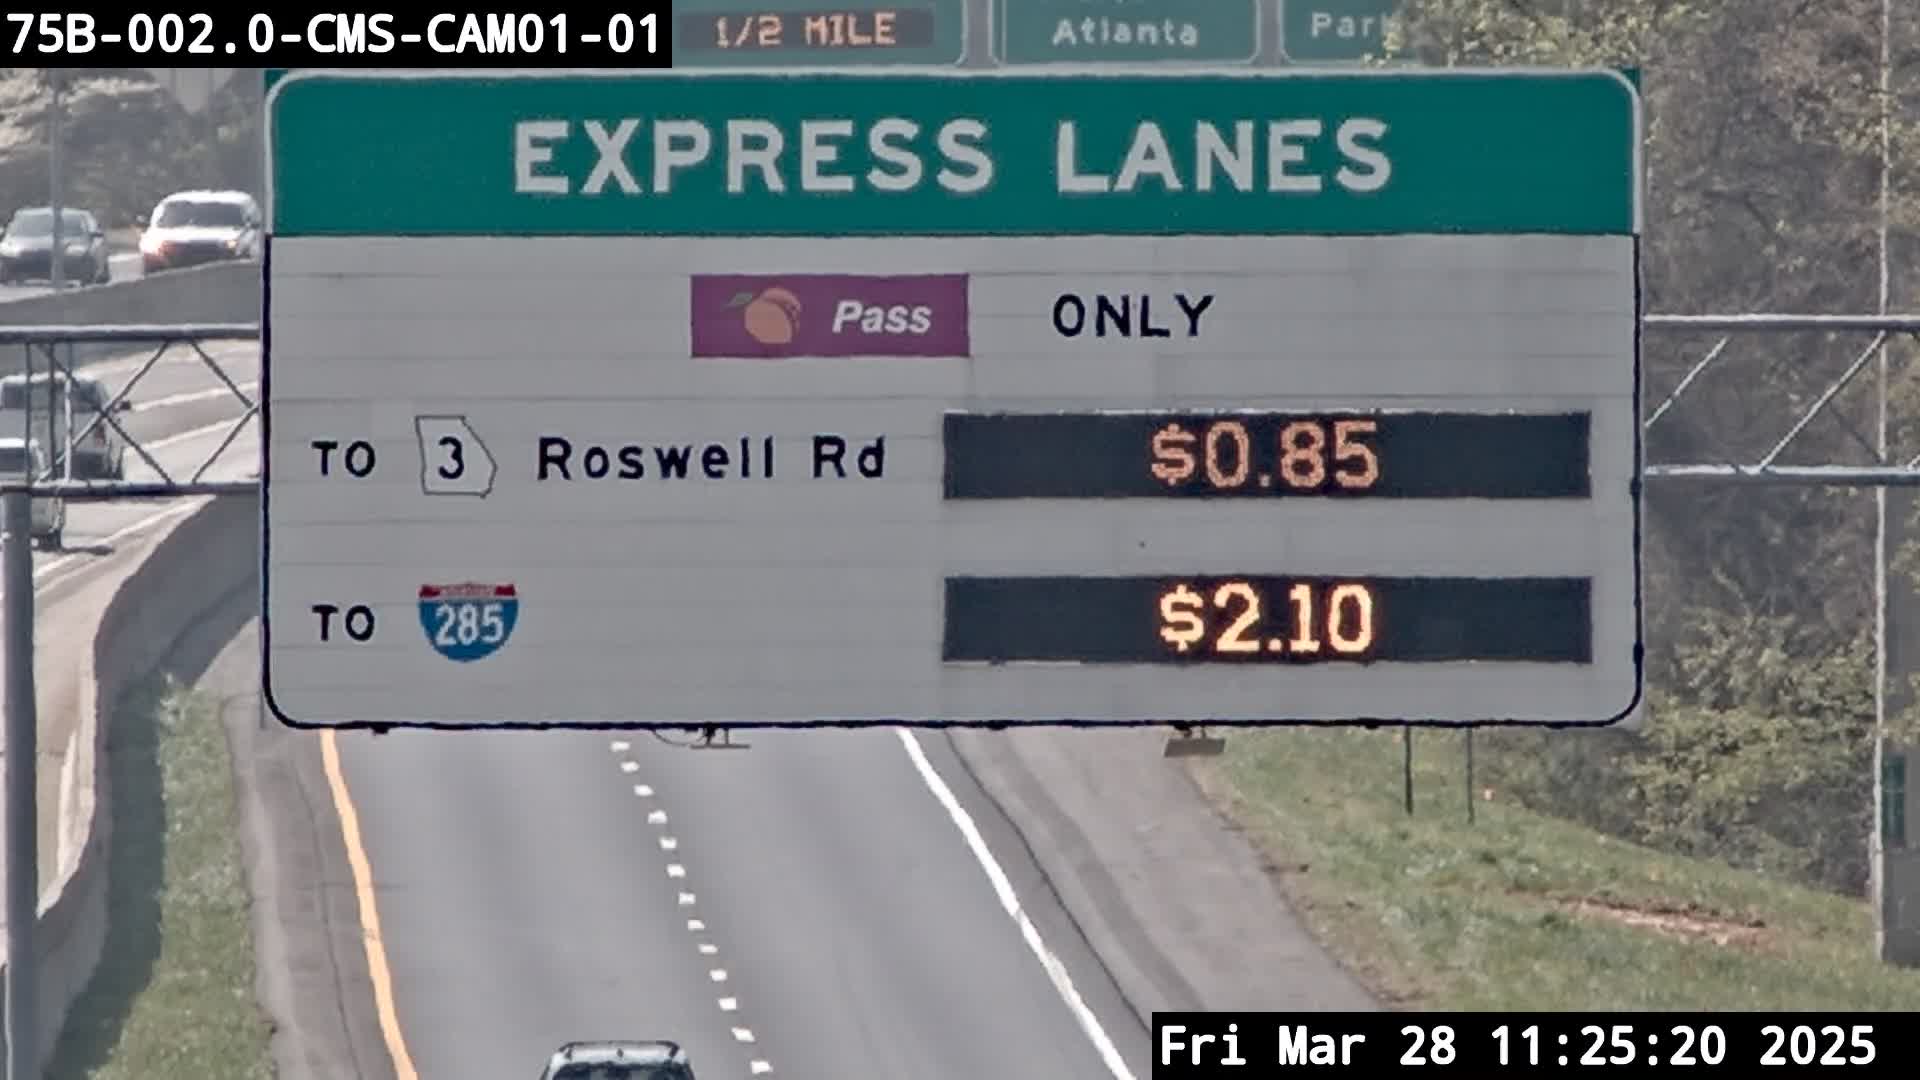 75B-002.0-CMS-CAM01-01
1/2 MILE
Atlanta
EXPRESS LANES
Pass ONLY
TO 3 Roswell Rd $0.85
TO 285 $2.10
Fri Mar 28 11:25:20 2025